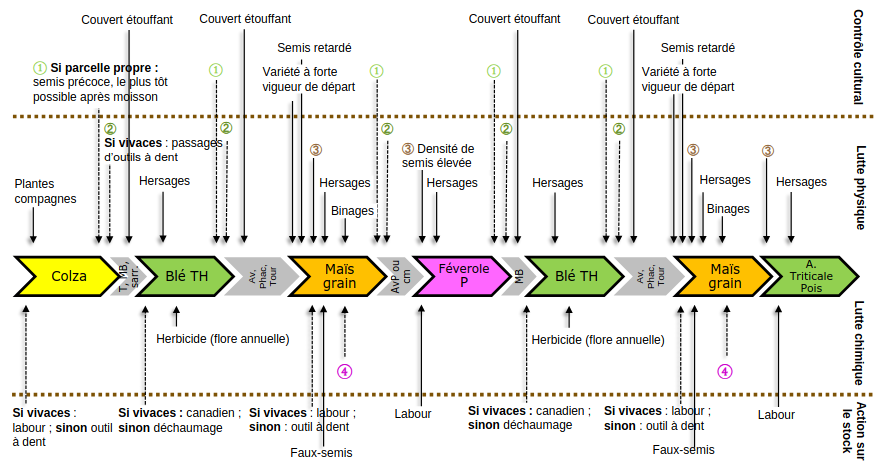 Couvert étouffant
Couvert étouffant
Couvert étouffant
Couvert étouffant
Contrôle cultural
① Si parcelle propre :
semis précoce, le plus tôt
possible après moisson
①
Semis retardé
Variété à forte
vigueur de départ
①
①
①
Semis retardé
Variété à forte
vigueur de départ
②
Si vivaces : passages
d'outils à dent
②
③
②
③ Densité de
semis élevée
②
②
③
③
Lutte physique
Plantes
compagnes
Hersages
Hersages
Binages
Hersages
Hersages
Hersages
Binages
Hersages
Colza
T, MB,
sarr.
Blé TH
Av,
Phac,
Tour
Maïs
grain
AvP ou
cm
Féverole
P
MB
Blé TH
Av,
Phac,
Tour
Maïs
grain
A.
Triticale
Pois
Herbicide (flore annuelle)
④
Herbicide (flore annuelle)
④
Lutte chimique
Si vivaces :
labour ; sinon outil
à dent
Si vivaces : canadien ;
sinon déchaumage
Si vivaces : labour ;
sinon : outil à dent
Faux-semis
Labour
Si vivaces : canadien ;
sinon déchaumage
Si vivaces : labour ;
sinon : outil à dent
Faux-semis
Labour
Action sur
le stock